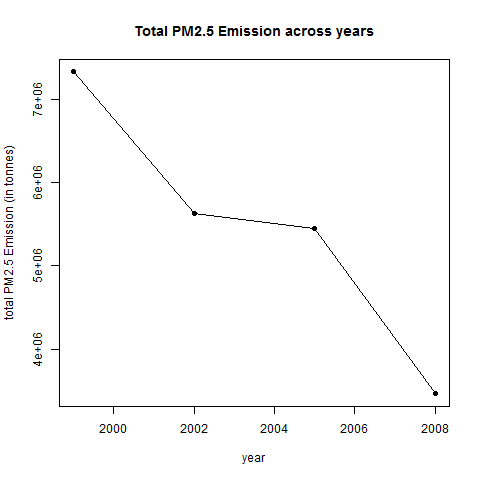 Total PM2.5 Emission across years
total PM2.5 Emission (in tonnes)
7e+06
6e+06
5e+06
4e+06
2000 2002 2004 2006 2008
year